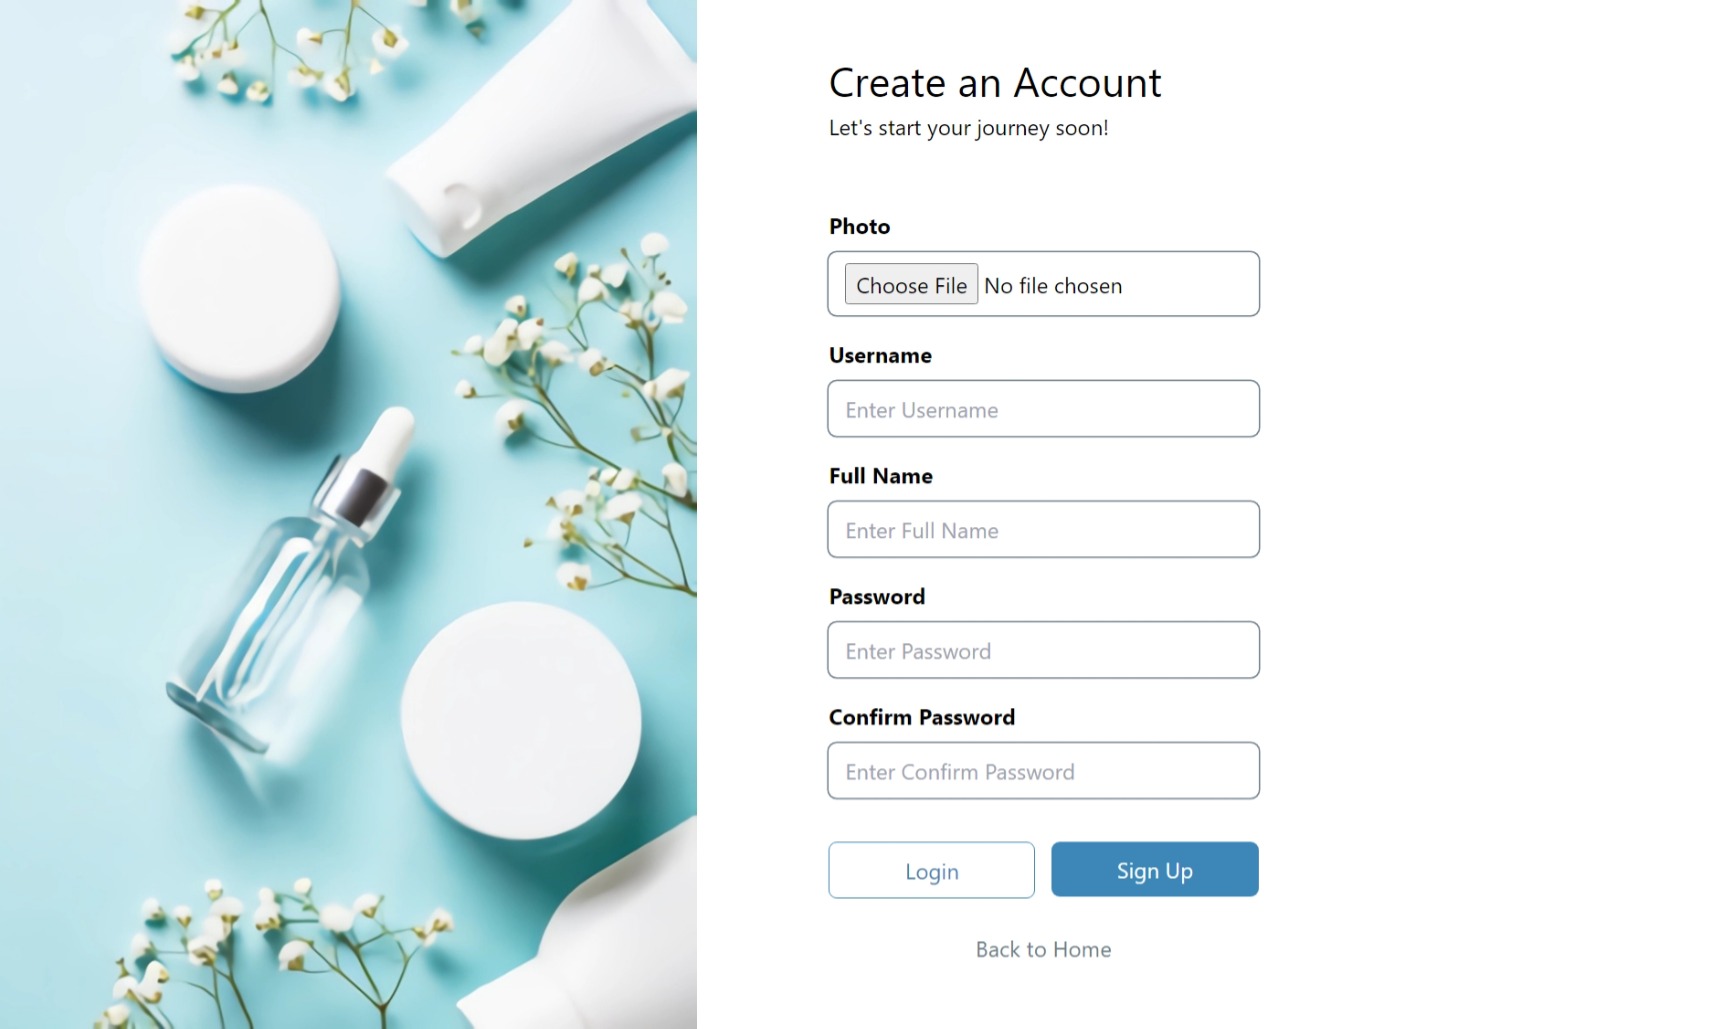 Create an Account
Let's start your journey soon!
Photo
Choose File No file chosen
Username
Enter Username
Full Name
Enter Full Name
Password
Enter Password
Confirm Password
Enter Confirm Password
Login Sign Up
Back to Home